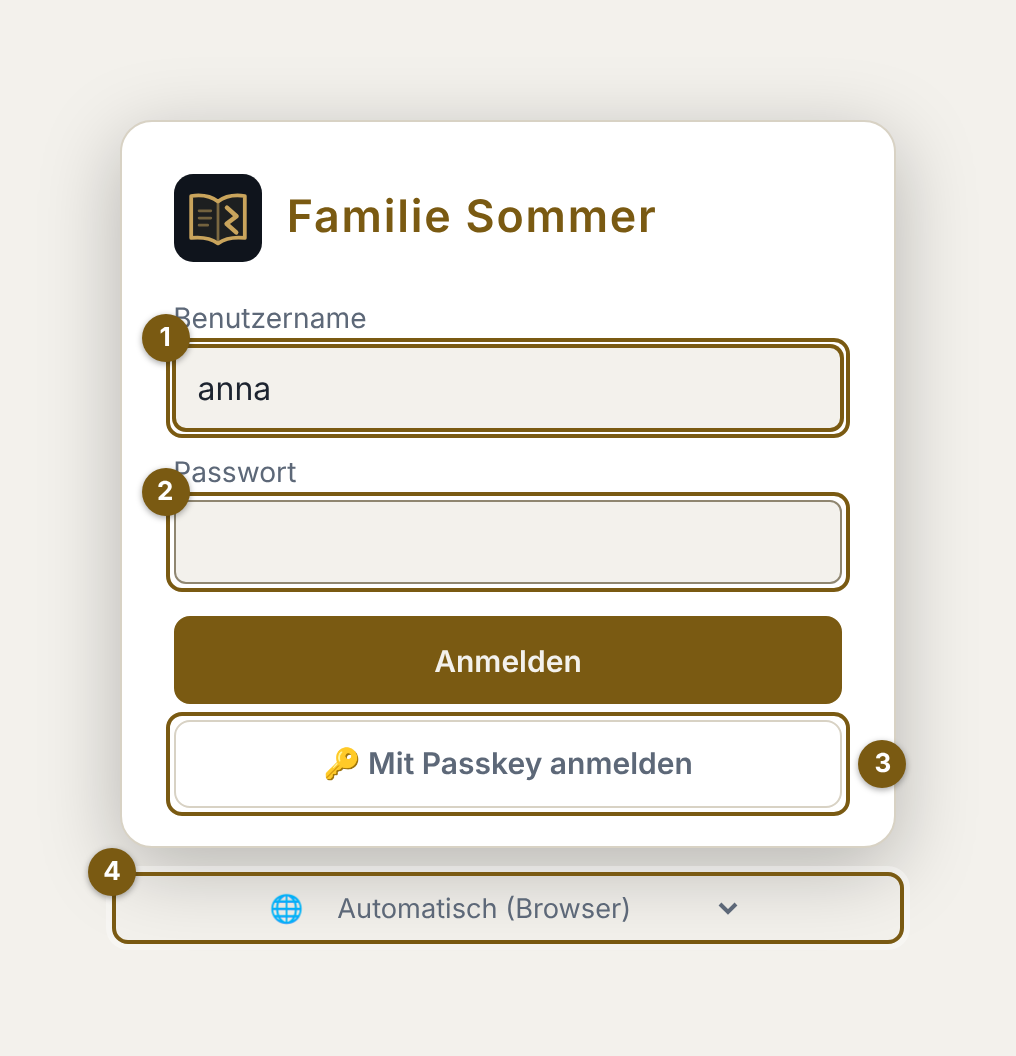 Familie Sommer
Benutzername
1
anna
Passwort
2
Anmelden
🔑 Mit Passkey anmelden
3
4
🌐 Automatisch (Browser)